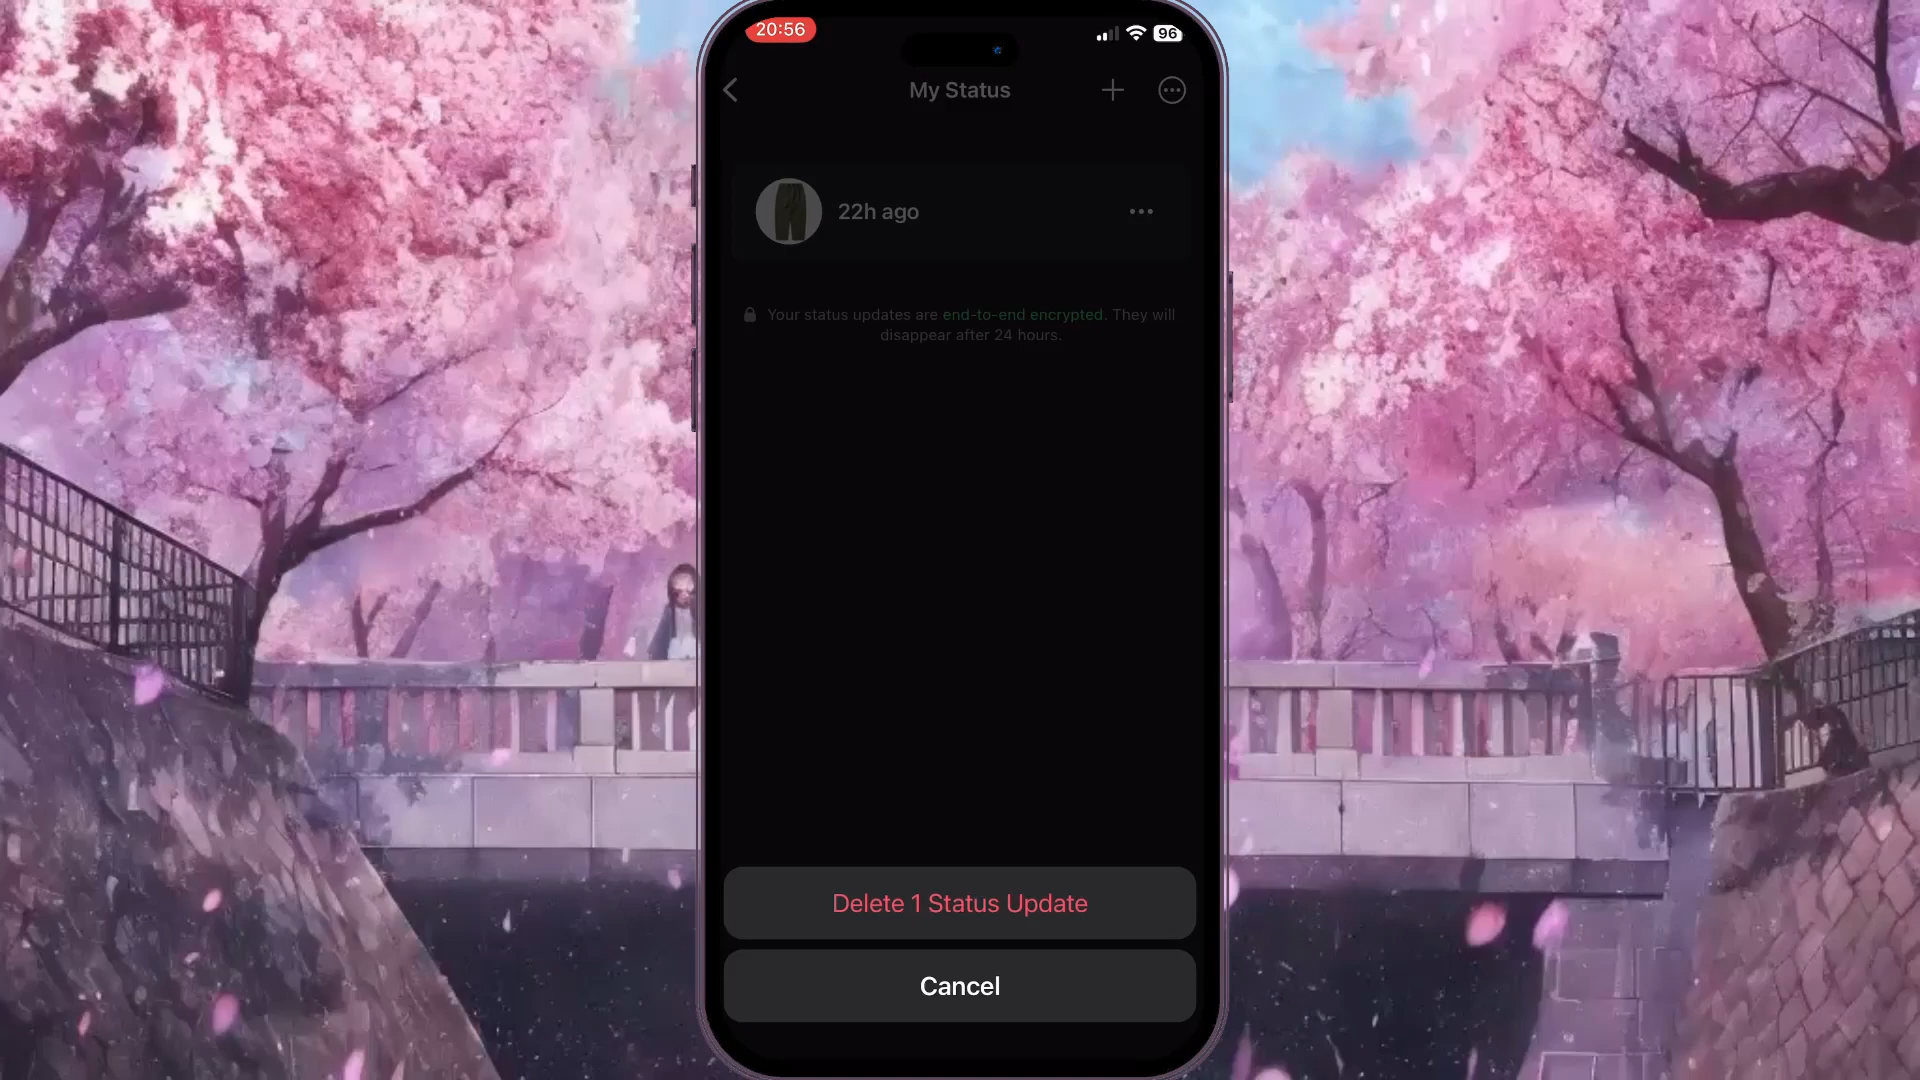 20:56
96
My Status
22h ago
Your status updates are end-to-end encrypted. They will
disappear after 24 hours.
Delete 1 Status Update
Cancel